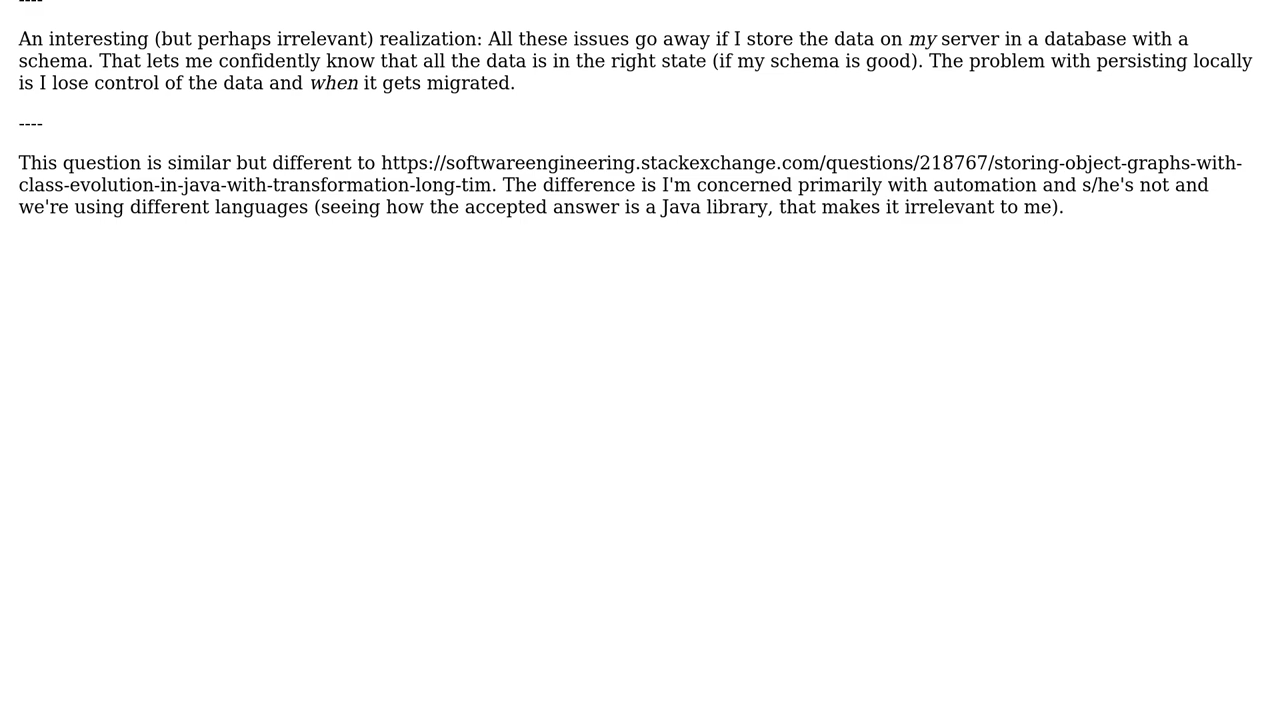 ----
An interesting (but perhaps irrelevant) realization: All these issues go away if I store the data on my server in a database with a
schema. That lets me confidently know that all the data is in the right state (if my schema is good). The problem with persisting locally
is I lose control of the data and when it gets migrated.
----
This question is similar but different to https://softwareengineering.stackexchange.com/questions/218767/storing-object-graphs-with-
class-evolution-in-java-with-transformation-long-tim. The difference is I'm concerned primarily with automation and s/he's not and
we're using different languages (seeing how the accepted answer is a Java library, that makes it irrelevant to me).